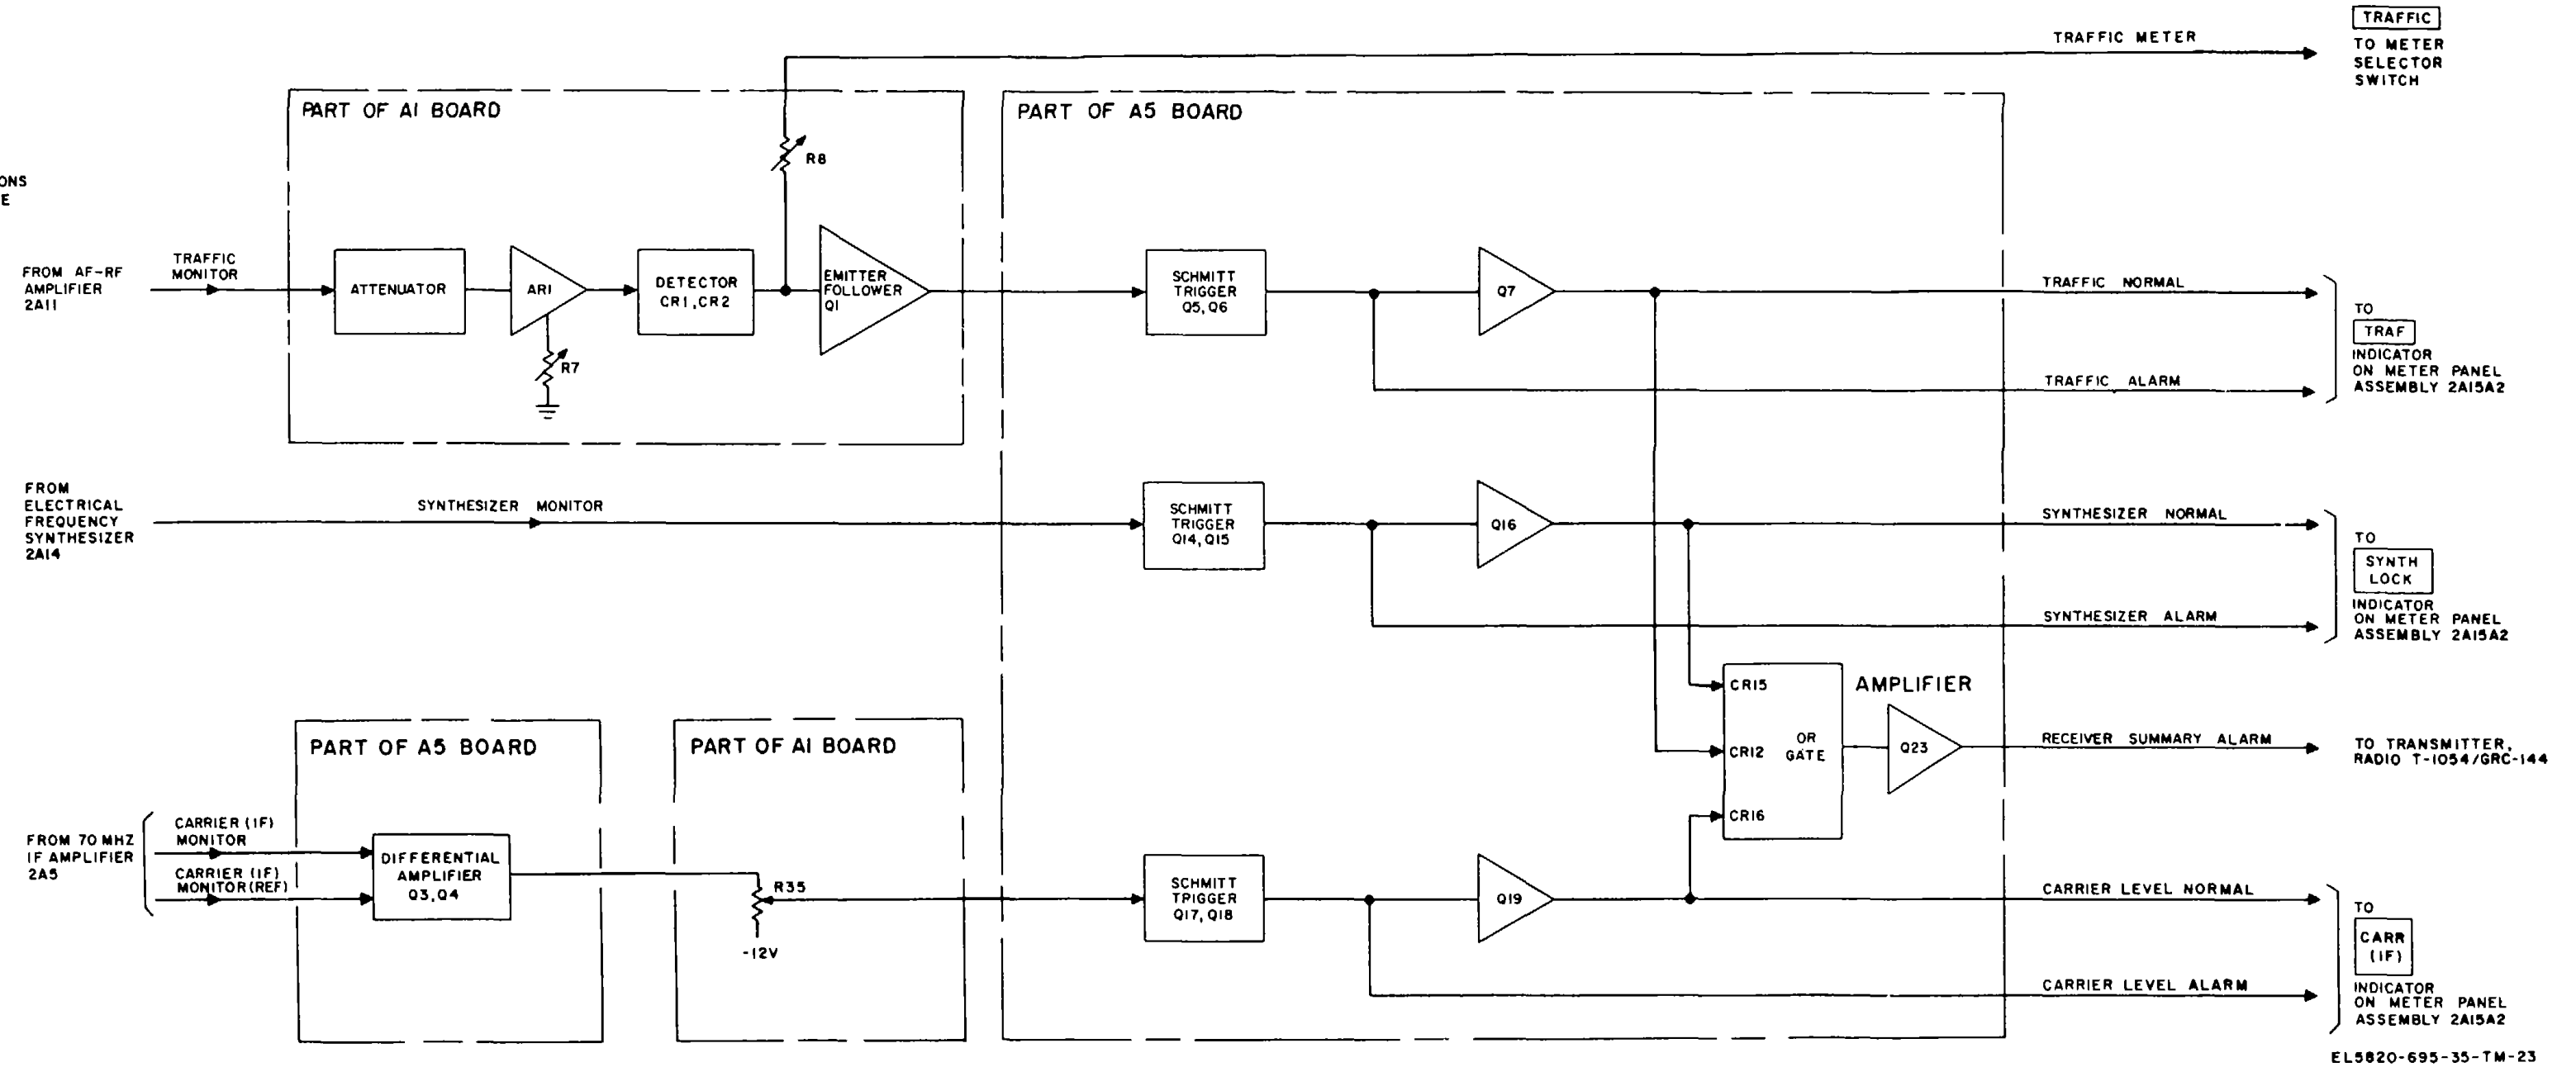 TRAFFIC
TO METER
SELECTOR
SWITCH
TRAFFIC METER
PART OF A1 BOARD
PART OF A5 BOARD
R8
ONS
E
FROM AF-RF
AMPLIFIER
2A11
TRAFFIC
MONITOR
ATTENUATOR
AR1
R7
DETECTOR
CR1,CR2
EMITTER
FOLLOWER
Q1
SCHMITT
TRIGGER
Q5,Q6
Q7
TRAFFIC NORMAL
TRAFFIC ALARM
TO
TRAF
INDICATOR
ON METER PANEL
ASSEMBLY 2A15A2
FROM
ELECTRICAL
FREQUENCY
SYNTHESIZER
2A14
SYNTHESIZER MONITOR
SCHMITT
TRIGGER
Q14,Q15
Q16
SYNTHESIZER NORMAL
SYNTHESIZER ALARM
TO
SYNTH
LOCK
INDICATOR
ON METER PANEL
ASSEMBLY 2A15A2
CR15
CR12
CR16
OR
GATE
AMPLIFIER
Q23
RECEIVER SUMMARY ALARM
TO TRANSMITTER,
RADIO T-1054/GRC-144
PART OF A5 BOARD
PART OF A1 BOARD
FROM 70 MHZ
IF AMPLIFIER
2A5
CARRIER (IF)
MONITOR
CARRIER (IF)
MONITOR(REF)
DIFFERENTIAL
AMPLIFIER
Q3,Q4
R35
-12V
SCHMITT
TPIGGER
Q17,Q18
Q19
CARRIER LEVEL NORMAL
CARRIER LEVEL ALARM
TO
CARR
(IF)
INDICATOR
ON METER PANEL
ASSEMBLY 2A15A2
EL5820-695-35-TM-23